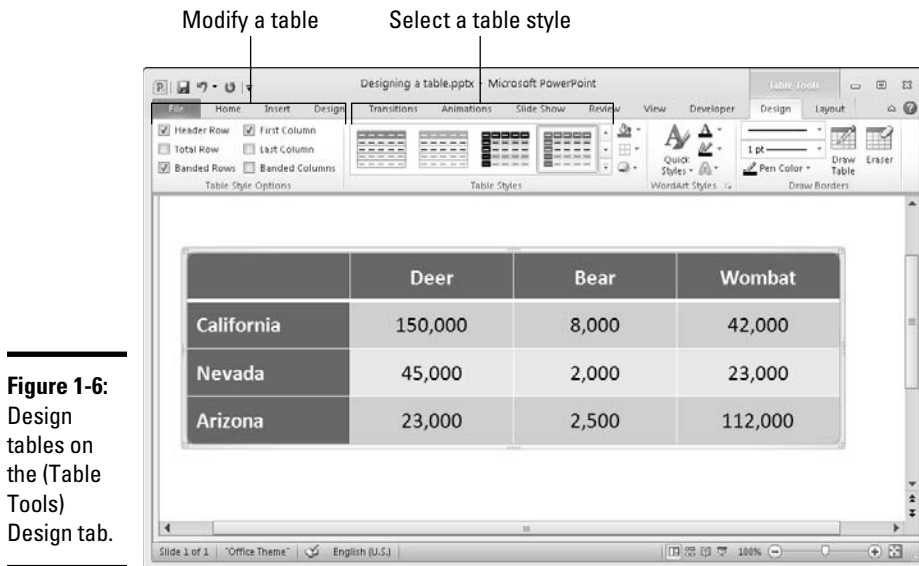 Modify a table Select a table style
Designing a table.pptx - Microsoft PowerPoint Table Tools
File Home Insert Design Transitions Animations Slide Show Review View Developer Design Layout
Header Row First Column
Total Row Last Column
Banded Rows Banded Columns
Table Style Options
Table Styles
Quick
Styles
WordArt Styles
1 pt
Pen Color
Draw
Table
Eraser
Draw Borders
Deer Bear Wombat
California 150,000 8,000 42,000
Nevada 45,000 2,000 23,000
Arizona 23,000 2,500 112,000
Slide 1 of 1 "Office Theme" English (U.S.) 100%
Figure 1-6:
Design
tables on
the (Table
Tools)
Design tab.